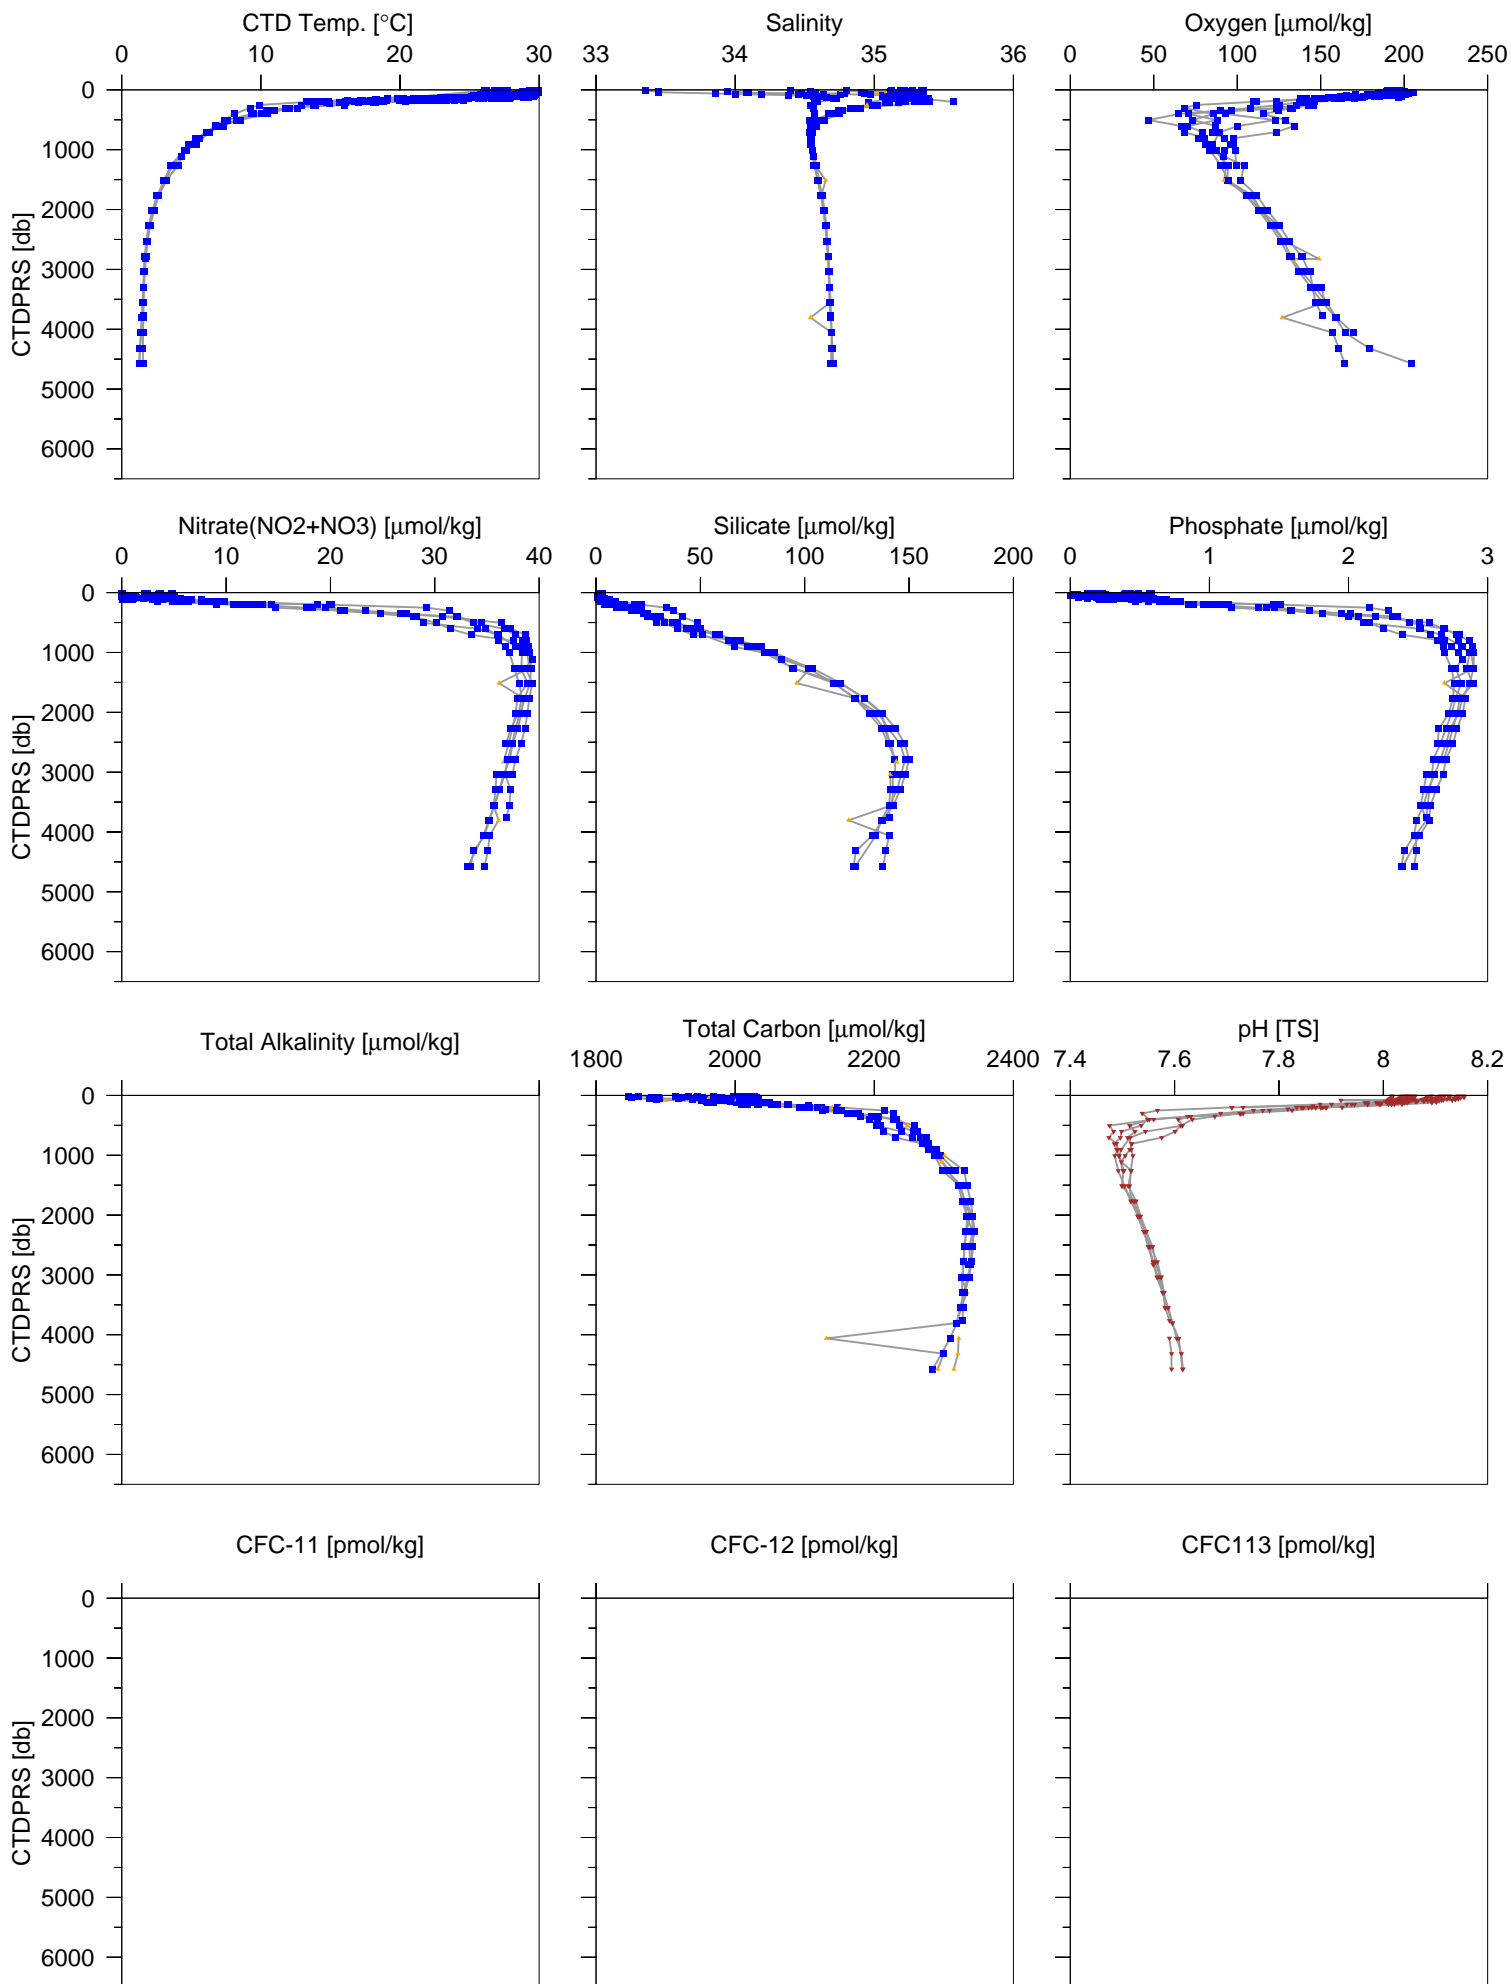 CTD Temp. [°C] Salinity Oxygen [μmol/kg]
0 10 20 30 33 34 35 36 0 50 100 150 200 250
0
1000
2000
3000
4000
5000
6000
CTDPRS [db]
Nitrate(NO2+NO3) [μmol/kg] Silicate [μmol/kg] Phosphate [μmol/kg]
0 10 20 30 40 0 50 100 150 200 0 1 2 3
0
1000
2000
3000
4000
5000
6000
CTDPRS [db]
Total Alkalinity [μmol/kg] Total Carbon [μmol/kg] pH [TS]
1800 2000 2200 2400 7.4 7.6 7.8 8 8.2
0
1000
2000
3000
4000
5000
6000
CTDPRS [db]
CFC-11 [pmol/kg] CFC-12 [pmol/kg] CFC113 [pmol/kg]
0
1000
2000
3000
4000
5000
6000
CTDPRS [db]